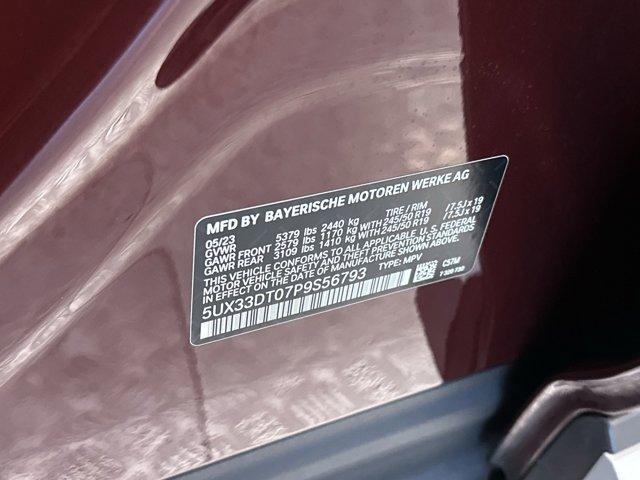 MFD BY BAYERISCHE MOTOREN WERKE AG
05/23 TIRE / RIM
GVWR 5379 lbs 2440 kg
GAWR FRONT 2579 lbs 1170 kg WITH 245/50 R19 /7.5J x 19
GAWR REAR 3109 lbs 1410 kg WITH 245/50 R19 /7.5J x 19
THIS VEHICLE CONFORMS TO ALL APPLICABLE U.S. FEDERAL
MOTOR VEHICLE SAFETY AND THEFT PREVENTION STANDARDS
IN EFFECT ON THE DATE OF MANUFACTURE SHOWN ABOVE.
5UX33DT07P9S56793 TYPE: MPV
C57M